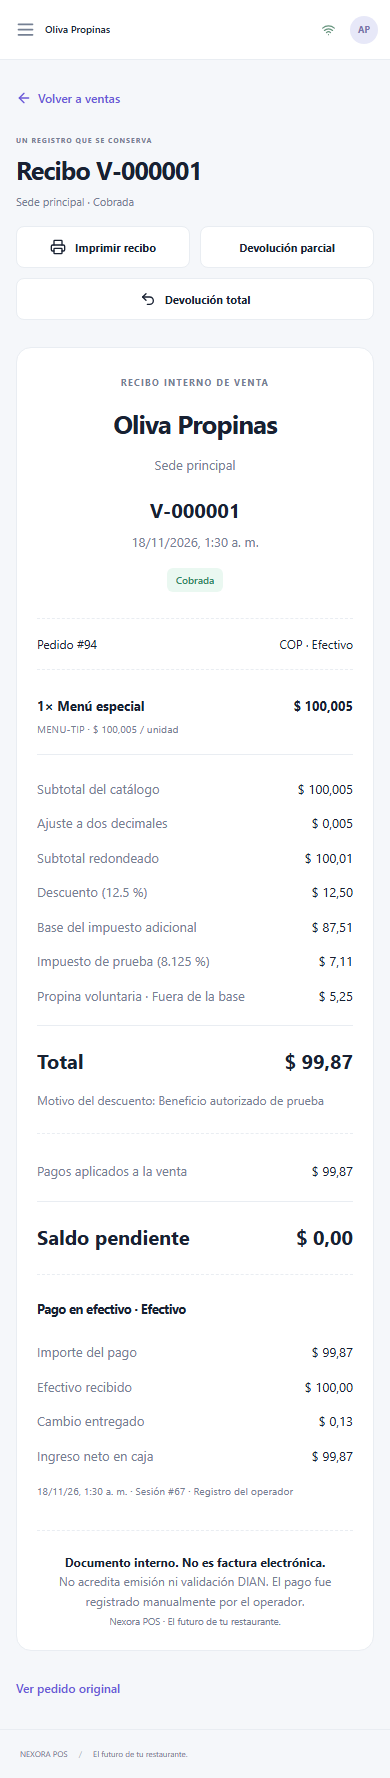 Oliva Propinas
AP
Volver a ventas
UN REGISTRO QUE SE CONSERVA
Recibo V-000001
Sede principal · Cobrada
Imprimir recibo
Devolución parcial
Devolución total
RECIBO INTERNO DE VENTA
Oliva Propinas
Sede principal
V-000001
18/11/2026, 1:30 a. m.
Cobrada
Pedido #94 COP · Efectivo
1× Menú especial $ 100,005
MENU-TIP · $ 100,005 / unidad
Subtotal del catálogo $ 100,005
Ajuste a dos decimales $ 0,005
Subtotal redondeado $ 100,01
Descuento (12.5 %) $ 12,50
Base del impuesto adicional $ 87,51
Impuesto de prueba (8.125 %) $ 7,11
Propina voluntaria · Fuera de la base $ 5,25
Total $ 99,87
Motivo del descuento: Beneficio autorizado de prueba
Pagos aplicados a la venta $ 99,87
Saldo pendiente $ 0,00
Pago en efectivo · Efectivo
Importe del pago $ 99,87
Efectivo recibido $ 100,00
Cambio entregado $ 0,13
Ingreso neto en caja $ 99,87
18/11/26, 1:30 a. m. · Sesión #67 · Registro del operador
Documento interno. No es factura electrónica.
No acredita emisión ni validación DIAN. El pago fue
registrado manualmente por el operador.
Nexora POS · El futuro de tu restaurante.
Ver pedido original
NEXORA POS / El futuro de tu restaurante.